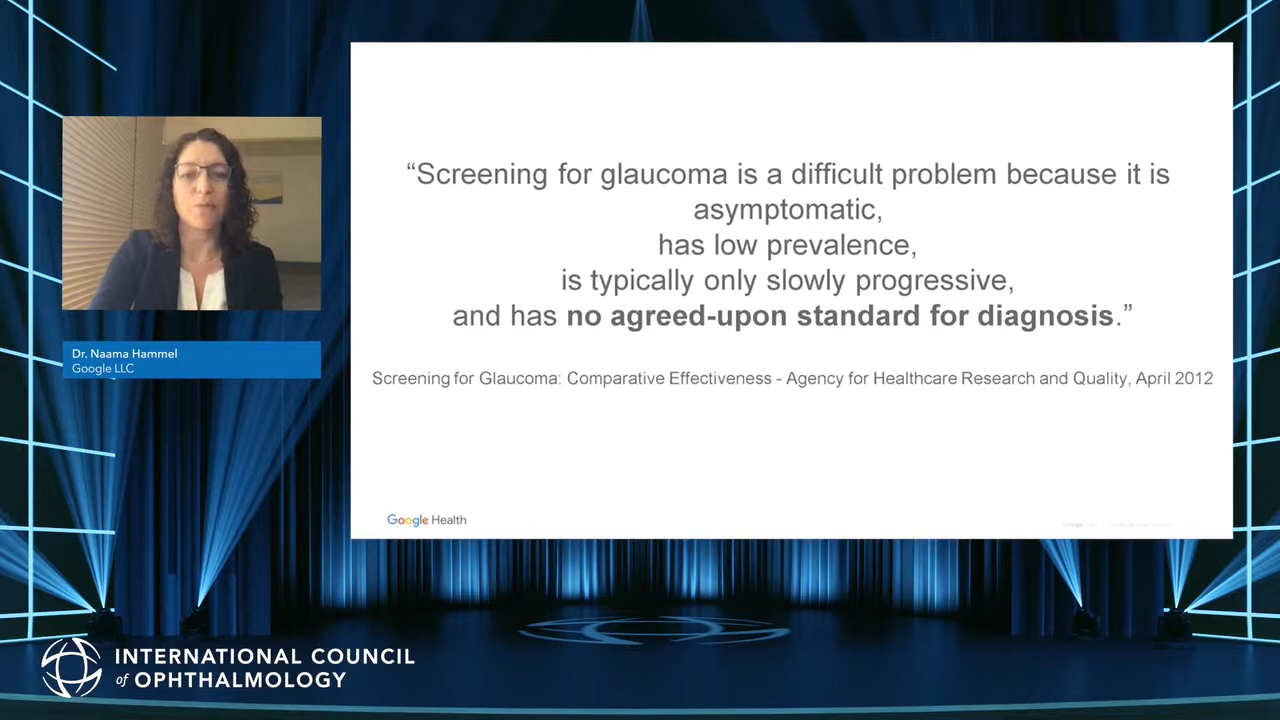 “Screening for glaucoma is a difficult problem because it is
asymptomatic,
has low prevalence,
is typically only slowly progressive,
and has no agreed-upon standard for diagnosis.”
Screening for Glaucoma: Comparative Effectiveness - Agency for Healthcare Research and Quality, April 2012
Dr. Naama Hammel
Google LLC
Google Health
Google
INTERNATIONAL COUNCIL
of OPHTHALMOLOGY